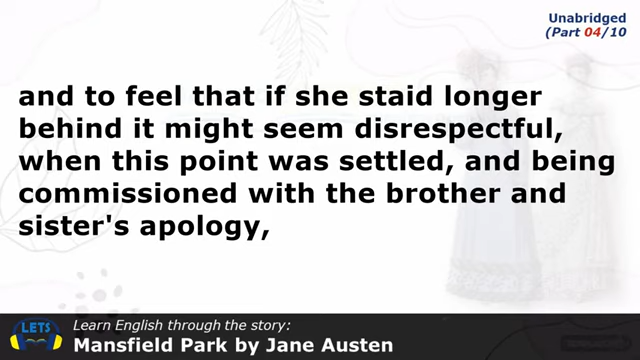 Unabridged
(Part 04/10
and to feel that if she staid longer
behind it might seem disrespectful,
when this point was settled, and being
commissioned with the brother and
sister's apology,
LETS
Learn English through the story:
Mansfield Park by Jane Austen